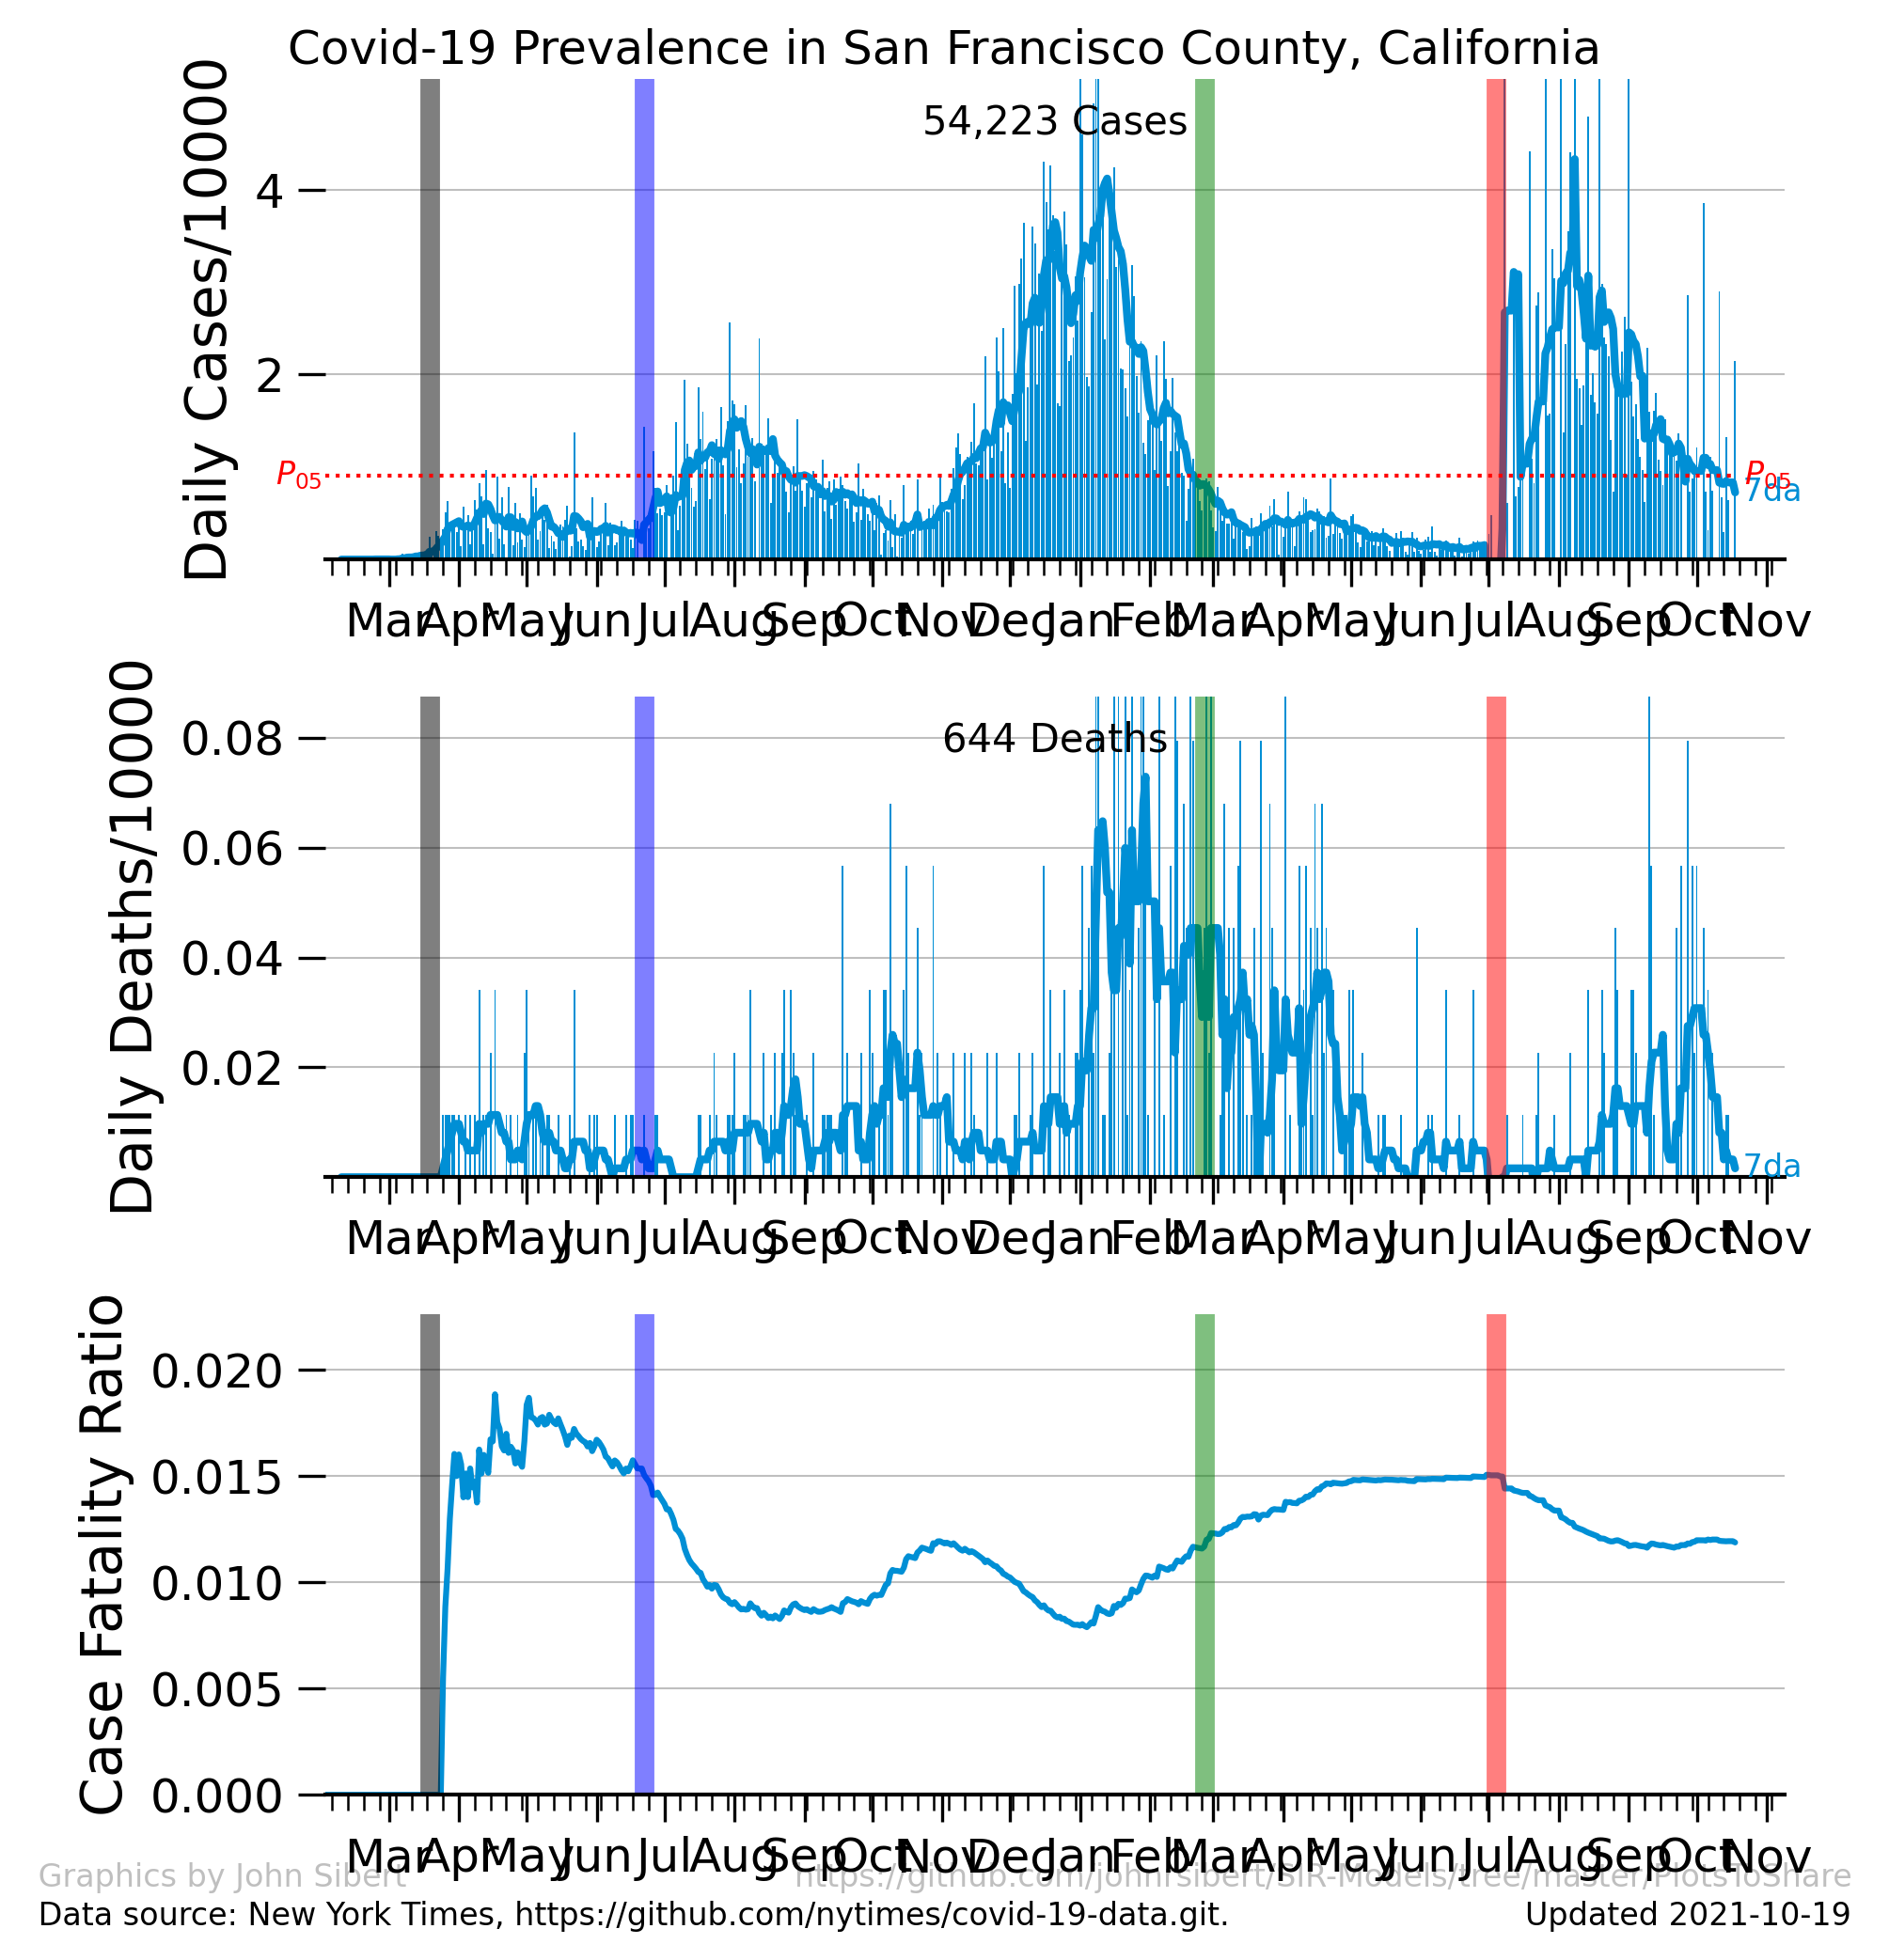 Covid-19 Prevalence in San Francisco County, California
Daily Cases/10000
54,223 Cases
4
2
P05
P05
7da
Mar Apr May Jun Jul Aug Sep Oct Nov Dec Jan Feb Mar Apr May Jun Jul Aug Sep Oct Nov
Daily Deaths/10000
644 Deaths
0.08
0.06
0.04
0.02
7da
Mar Apr May Jun Jul Aug Sep Oct Nov Dec Jan Feb Mar Apr May Jun Jul Aug Sep Oct Nov
Case Fatality Ratio
0.020
0.015
0.010
0.005
0.000
Mar Apr May Jun Jul Aug Sep Oct Nov Dec Jan Feb Mar Apr May Jun Jul Aug Sep Oct Nov
Graphics by John Sibert
https://github.com/johnrsibert/SIR-Models/tree/master/PlotsToShare
Data source: New York Times, https://github.com/nytimes/covid-19-data.git.
Updated 2021-10-19